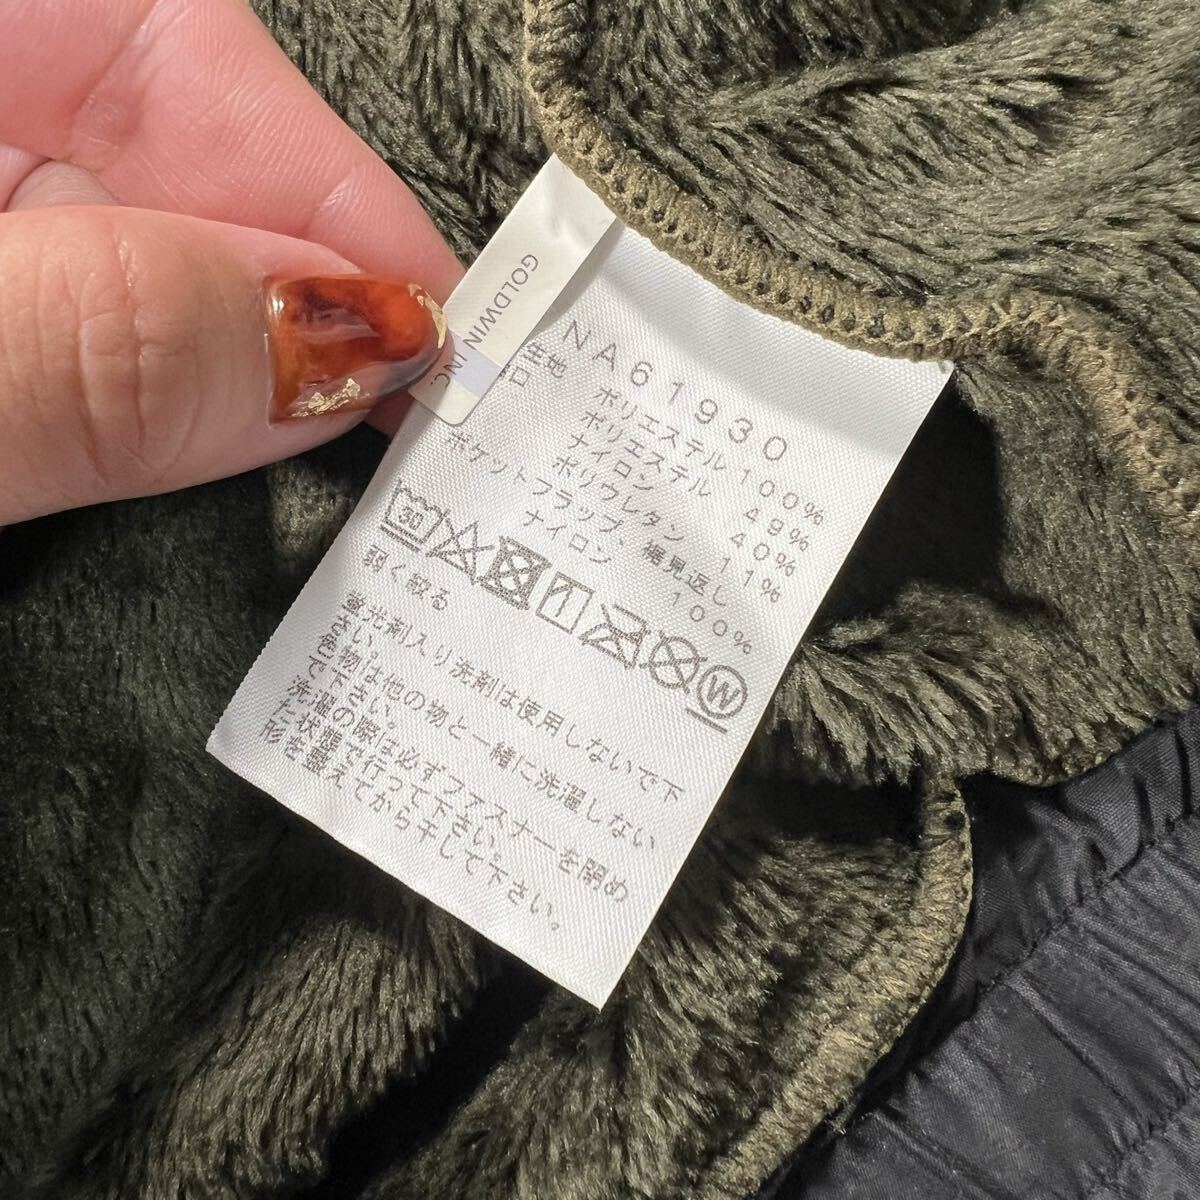 GOLDWIN INC.
NA61930
生地 ポリエステル 100%
口 ポリエステル 49%
ナイロン 40%
ポリウレタン 11%
ポケットフラップ、裾見返し
ナイロン 100%
30 W
弱く絞る
蛍光剤入り洗剤は使用しないで下
さい。
色物は他の物と一緒に洗濯しない
で下さい。
洗濯の際は必ずファスナーを閉め
た状態で行って下さい。
形を整えてから干して下さい。